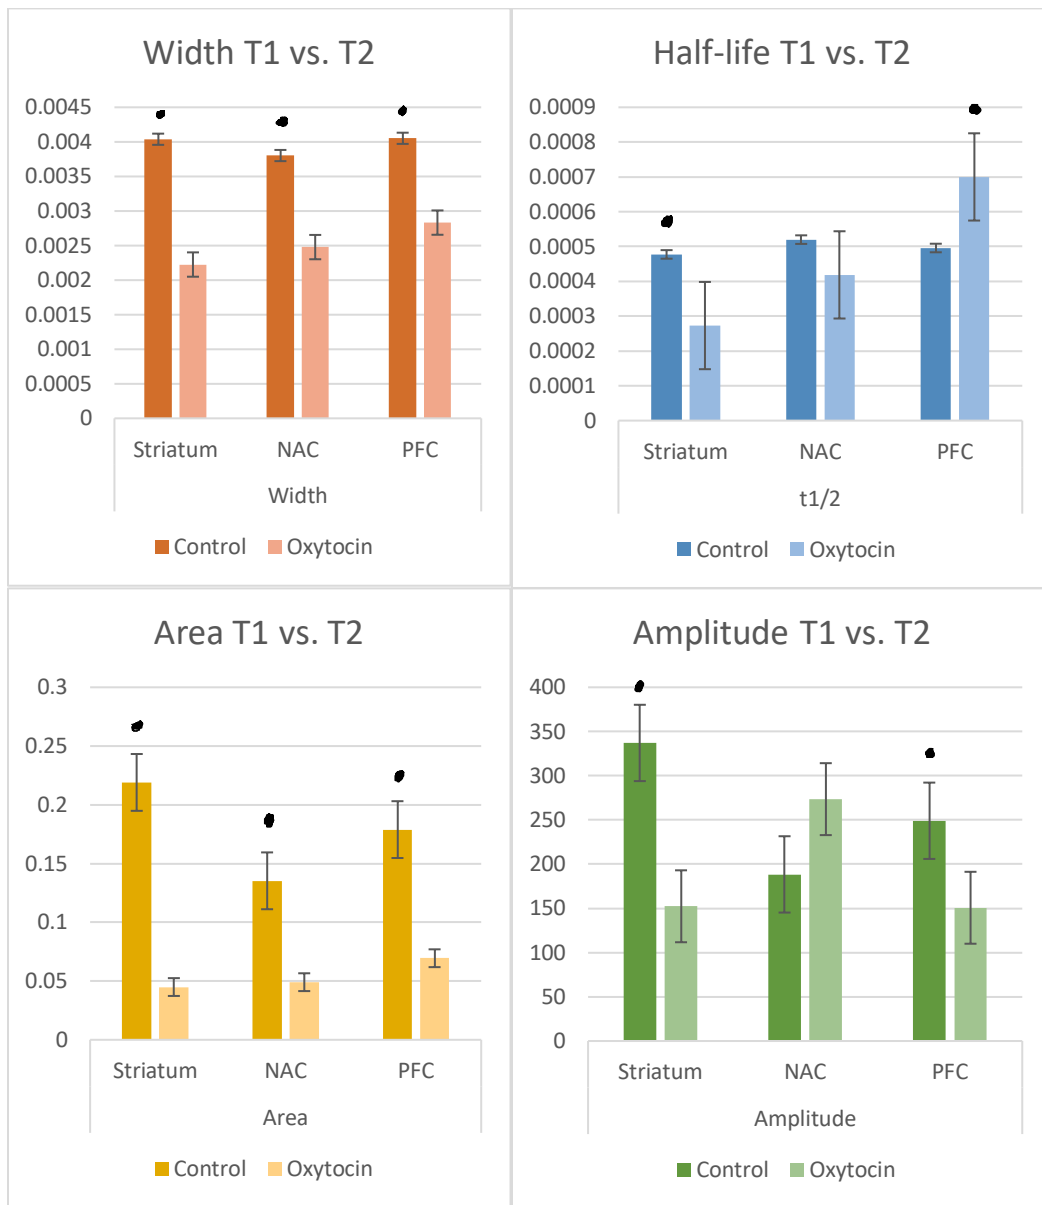 Width T1 vs. T2
0.0045
0.004
0.0035
0.003
0.0025
0.002
0.0015
0.001
0.0005
0
Striatum NAC PFC
Width
Control Oxytocin
Half-life T1 vs. T2
0.0009
0.0008
0.0007
0.0006
0.0005
0.0004
0.0003
0.0002
0.0001
0
Striatum NAC PFC
t1/2
Control Oxytocin
Area T1 vs. T2
0.3
0.25
0.2
0.15
0.1
0.05
0
Striatum NAC PFC
Area
Control Oxytocin
Amplitude T1 vs. T2
400
350
300
250
200
150
100
50
0
Striatum NAC PFC
Amplitude
Control Oxytocin